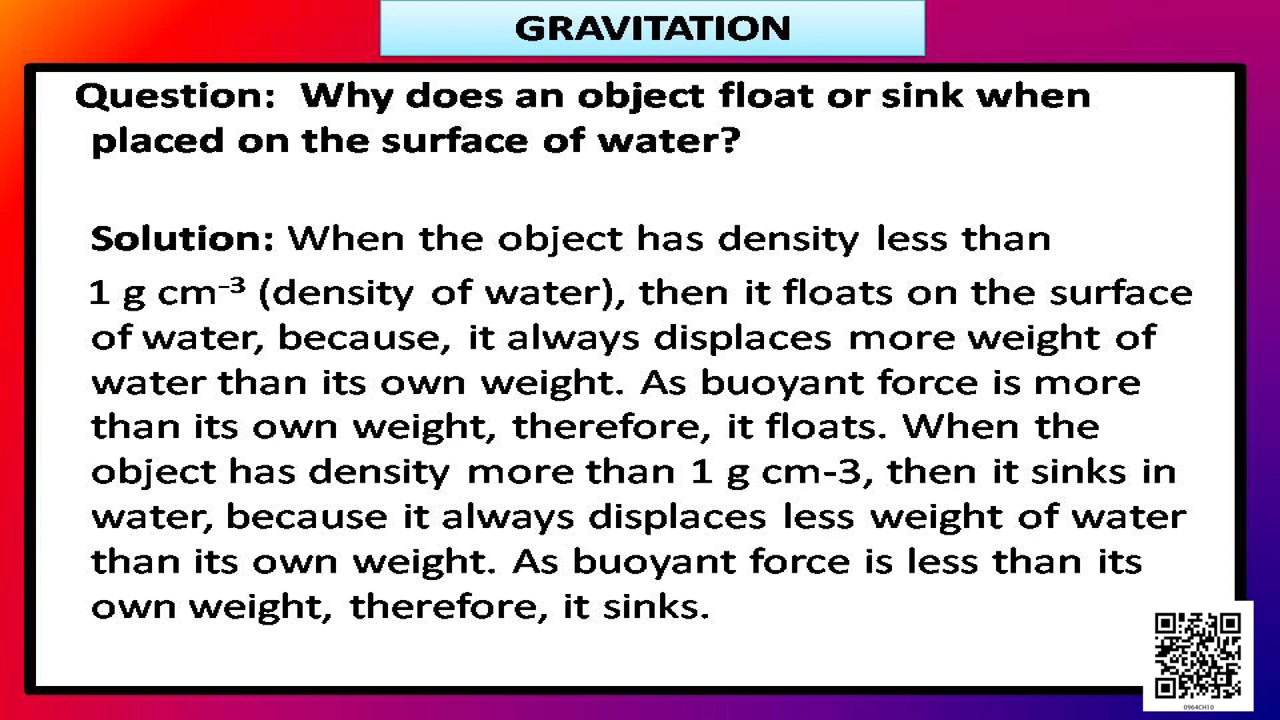 GRAVITATION
Question: Why does an object float or sink when
placed on the surface of water?
Solution: When the object has density less than
1 g cm⁻³ (density of water), then it floats on the surface
of water, because, it always displaces more weight of
water than its own weight. As buoyant force is more
than its own weight, therefore, it floats. When the
object has density more than 1 g cm-3, then it sinks in
water, because it always displaces less weight of water
than its own weight. As buoyant force is less than its
own weight, therefore, it sinks.
0964CH10